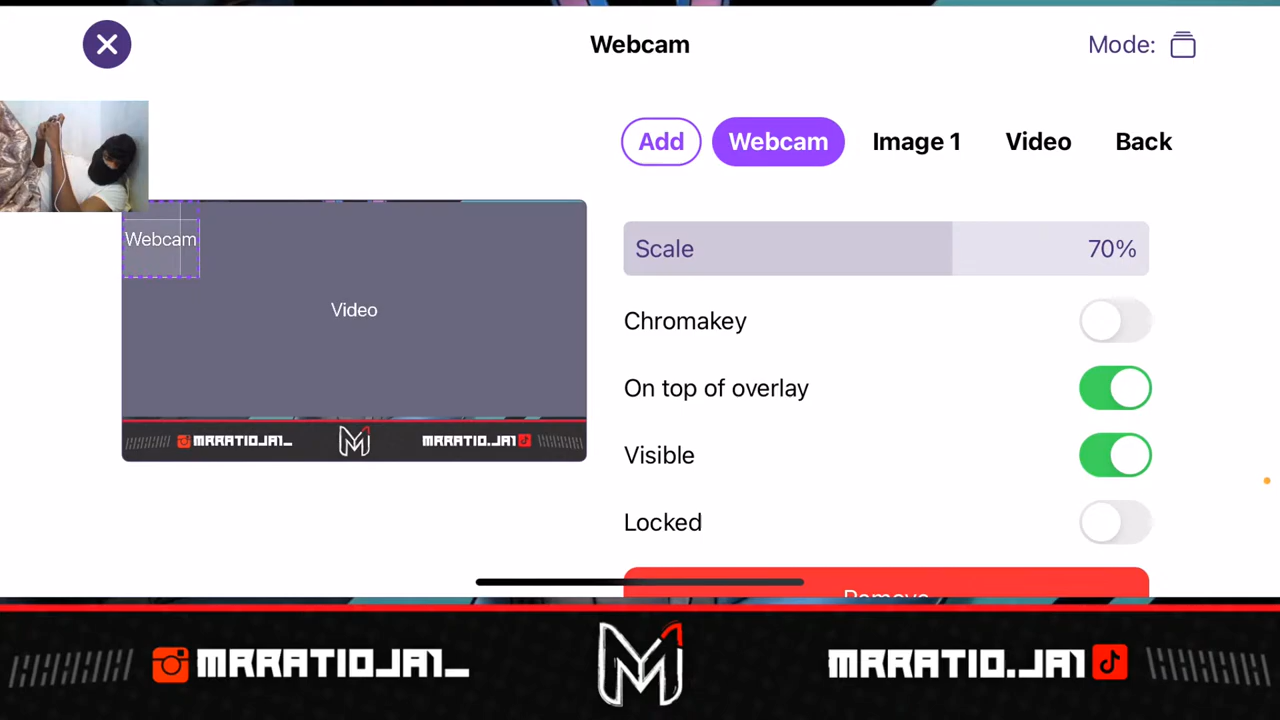 Webcam
Mode:
Add Webcam Image 1 Video Back
Webcam
Video
MRRATIOJA1_ MRRATIO.JA1
Scale 70%
Chromakey
On top of overlay
Visible
Locked
Remove
MRRATIOJA1_ MRRATIO.JA1